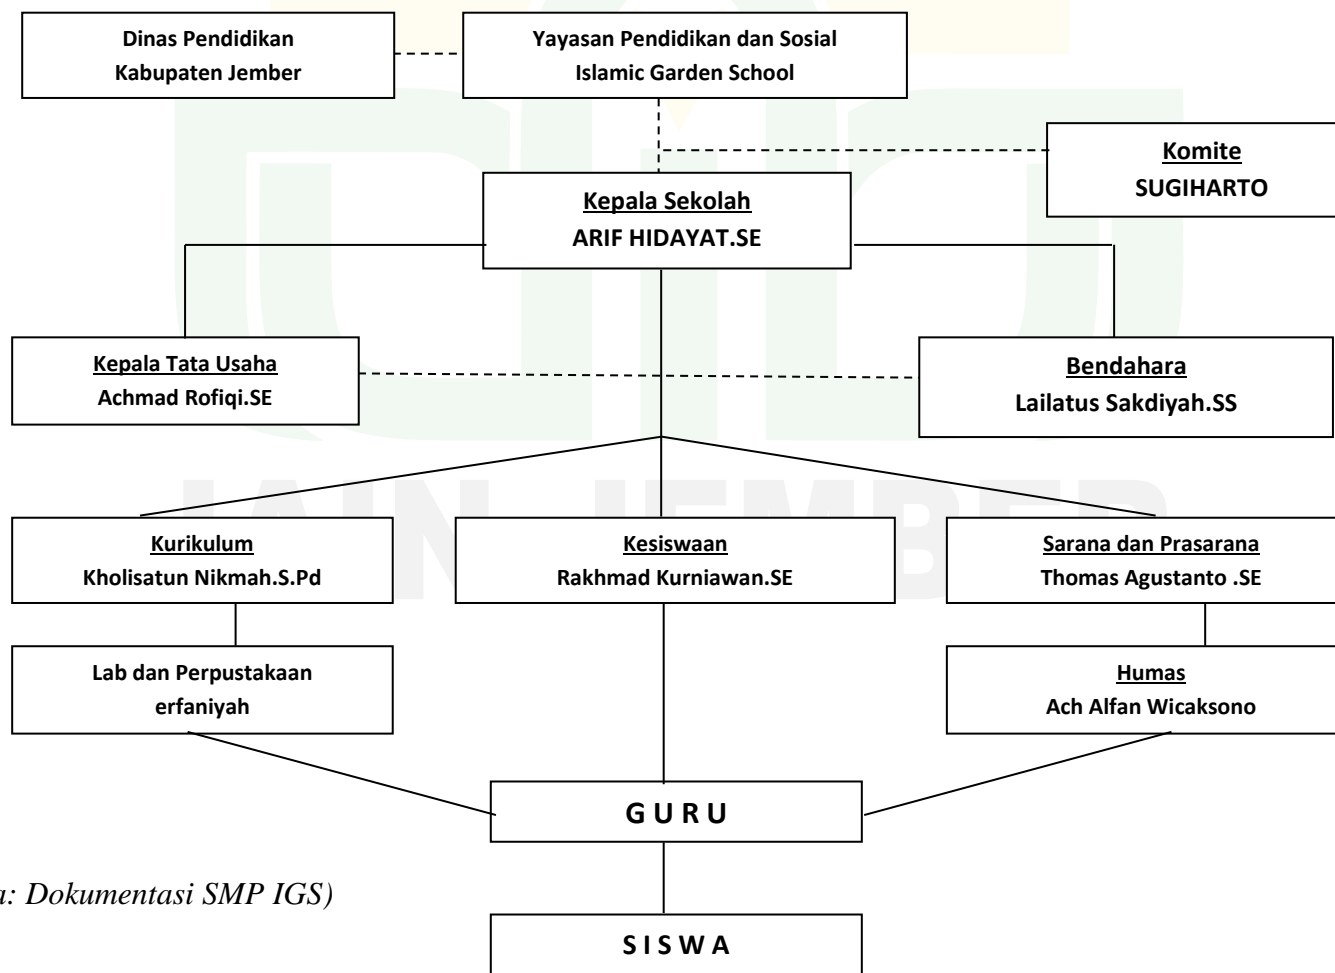 Dinas Pendidikan
Kabupaten Jember
Yayasan Pendidikan dan Sosial
Islamic Garden School
Komite
SUGIHARTO
Kepala Sekolah
ARIF HIDAYAT.SE
Kepala Tata Usaha
Achmad Rofiqi.SE
Bendahara
Lailatus Sakdiyah.SS
IAIN JEMBER
Kurikulum
Kholisatun Nikmah.S.Pd
Kesiswaan
Rakhmad Kurniawan.SE
Sarana dan Prasarana
Thomas Agustanto .SE
Lab dan Perpustakaan
erfaniyah
Humas
Ach Alfan Wicaksono
G U R U
: Dokumentasi SMP IGS)
S I S W A